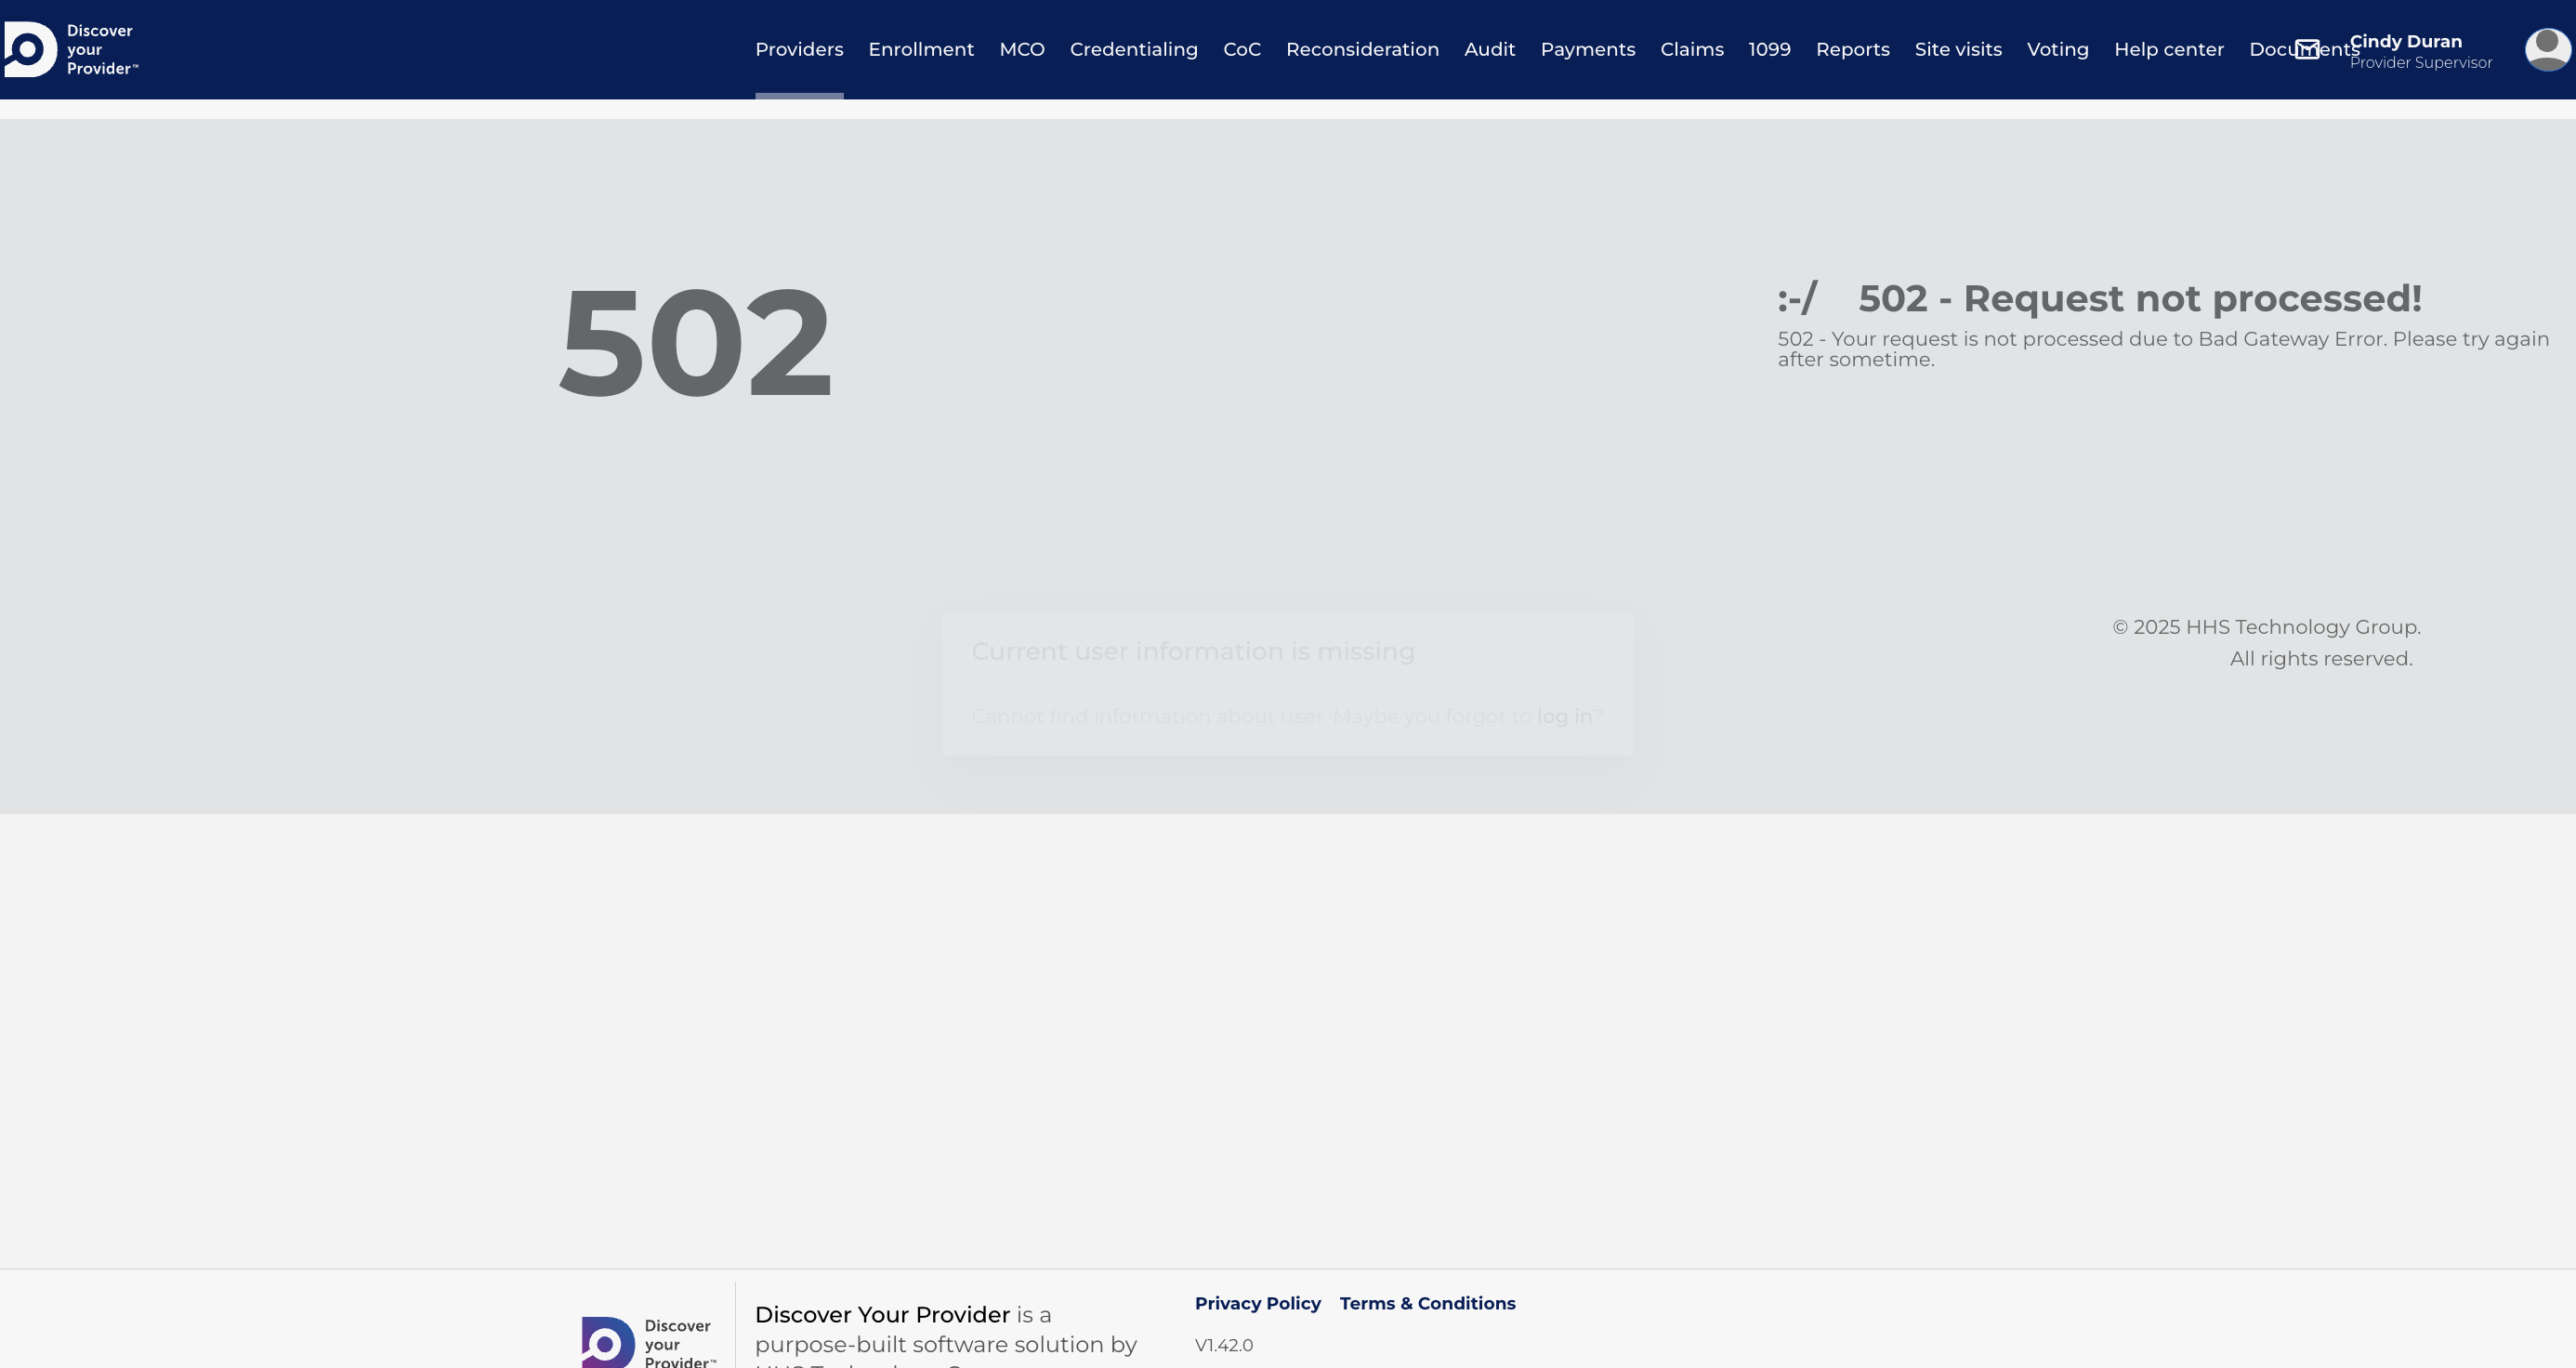 Discover
your
Provider™
Providers Enrollment MCO Credentialing CoC Reconsideration Audit Payments Claims 1099 Reports Site visits Voting Help center Documents
Cindy Duran
Provider Supervisor
502
:-/ 502 - Request not processed!
502 - Your request is not processed due to Bad Gateway Error. Please try again
after sometime.
© 2025 HHS Technology Group.
All rights reserved.
Current user information is missing
Cannot find information about user. Maybe you forgot to log in?
Discover
your
Provider™
Discover Your Provider is a
purpose-built software solution by
Privacy Policy Terms & Conditions
V1.42.0